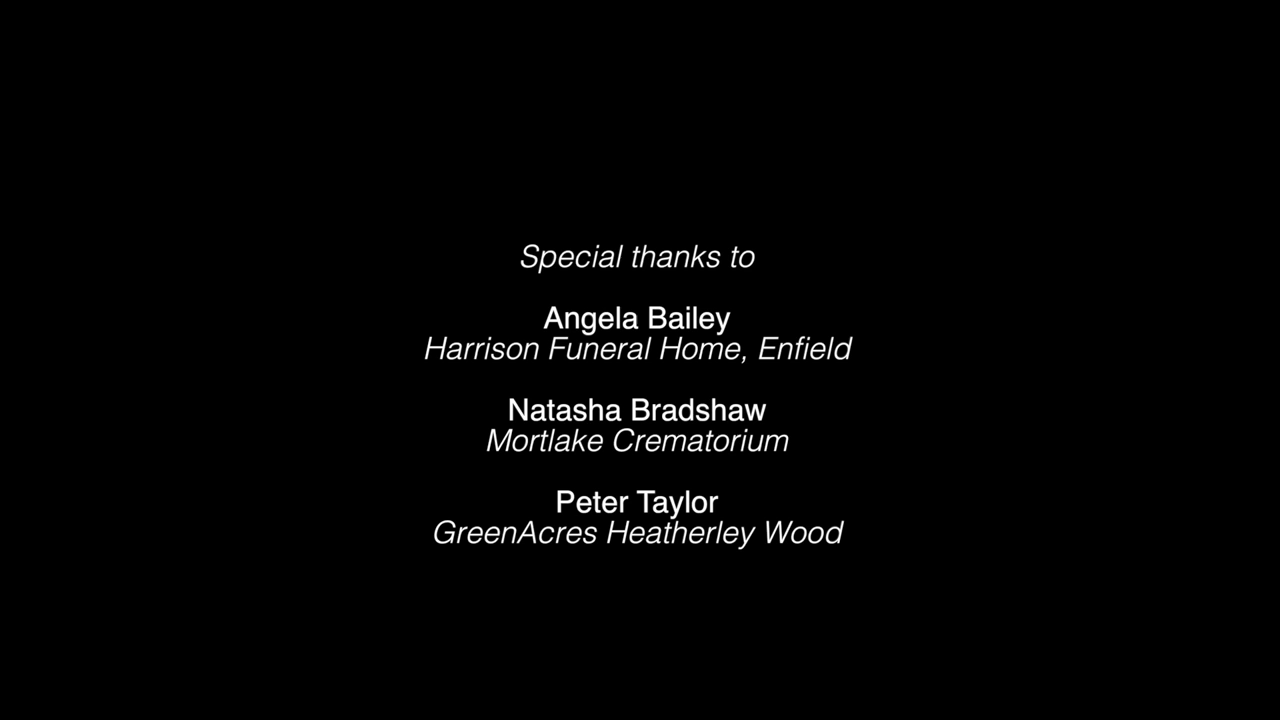 Special thanks to
Angela Bailey
Harrison Funeral Home, Enfield
Natasha Bradshaw
Mortlake Crematorium
Peter Taylor
GreenAcres Heatherley Wood